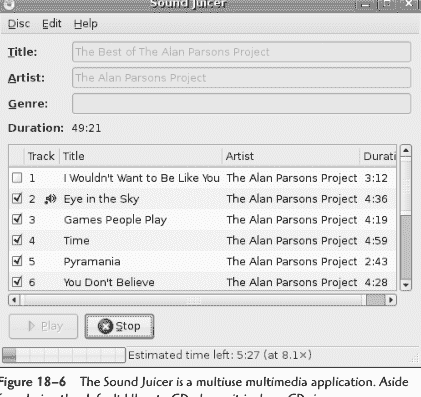 Sound Juicer
Disc Edit Help
Title: The Best of The Alan Parsons Project
Artist: The Alan Parsons Project
Genre:
Duration: 49:21
Track Title Artist Durati
1 I Wouldn't Want to Be Like You The Alan Parsons Project 3:12
2 Eye in the Sky The Alan Parsons Project 4:36
3 Games People Play The Alan Parsons Project 4:19
4 Time The Alan Parsons Project 4:59
5 Pyramania The Alan Parsons Project 2:43
6 You Don't Believe The Alan Parsons Project 4:28
Play Stop
Estimated time left: 5:27 (at 8.1×)
Figure 18–6 The Sound Juicer is a multiuse multimedia application. Aside